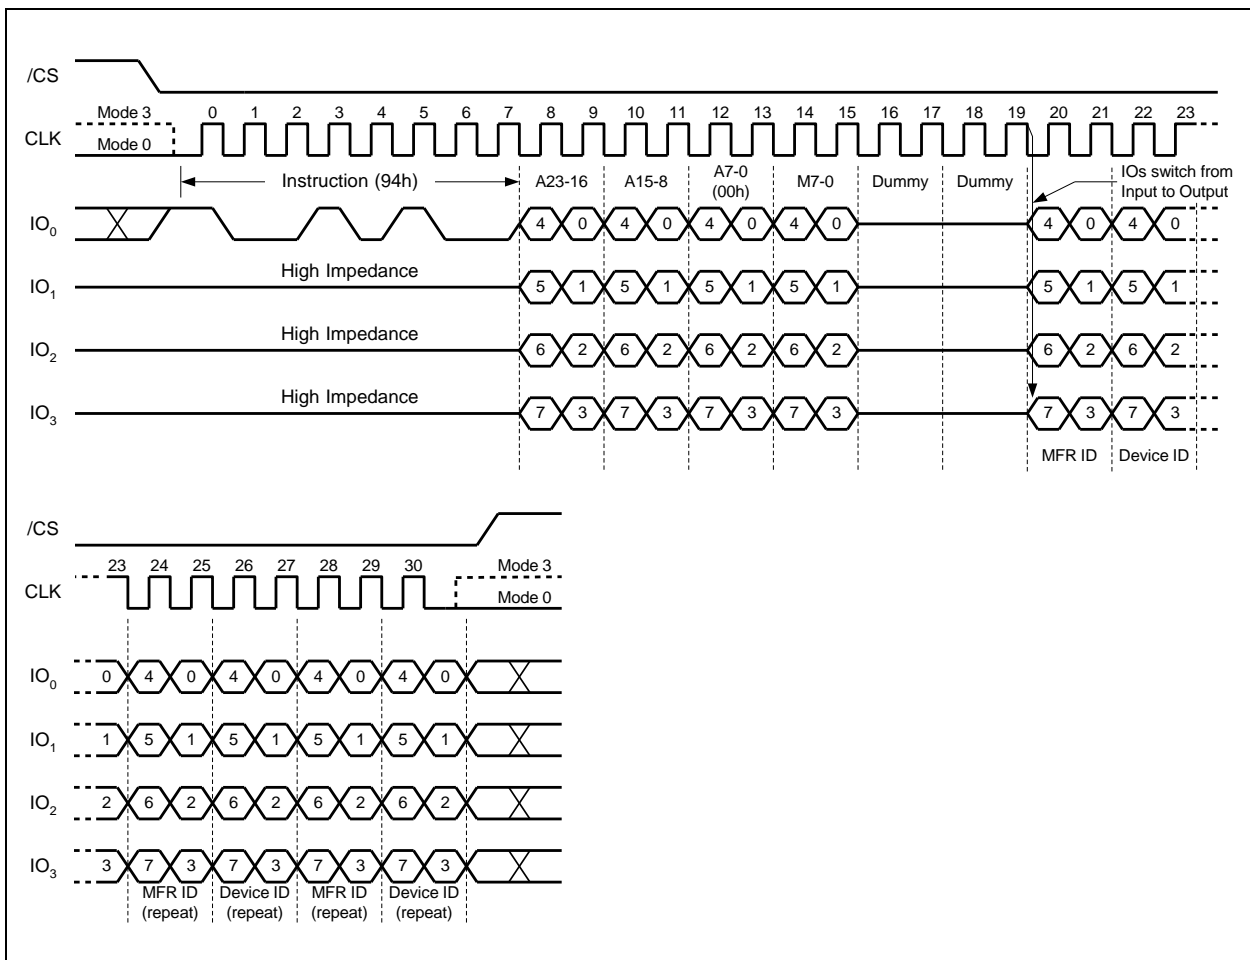 /CS
Mode 3 0 1 2 3 4 5 6 7 8 9 10 11 12 13 14 15 16 17 18 19 20 21 22 23
CLK
Mode 0
Instruction (94h) A23-16 A15-8 A7-0 (00h) M7-0 Dummy Dummy IOs switch from
Input to Output
IO0 4 0 4 0 4 0 4 0 4 0 4 0
High Impedance
IO1 5 1 5 1 5 1 5 1 5 1 5 1
High Impedance
IO2 6 2 6 2 6 2 6 2 6 2 6 2
High Impedance
IO3 7 3 7 3 7 3 7 3 7 3 7 3
MFR ID Device ID
/CS
23 24 25 26 27 28 29 30 Mode 3
CLK
Mode 0
IO0 0 4 0 4 0 4 0 4 0
IO1 1 5 1 5 1 5 1 5 1
IO2 2 6 2 6 2 6 2 6 2
IO3 3 7 3 7 3 7 3 7 3
MFR ID Device ID MFR ID Device ID
(repeat) (repeat) (repeat) (repeat)